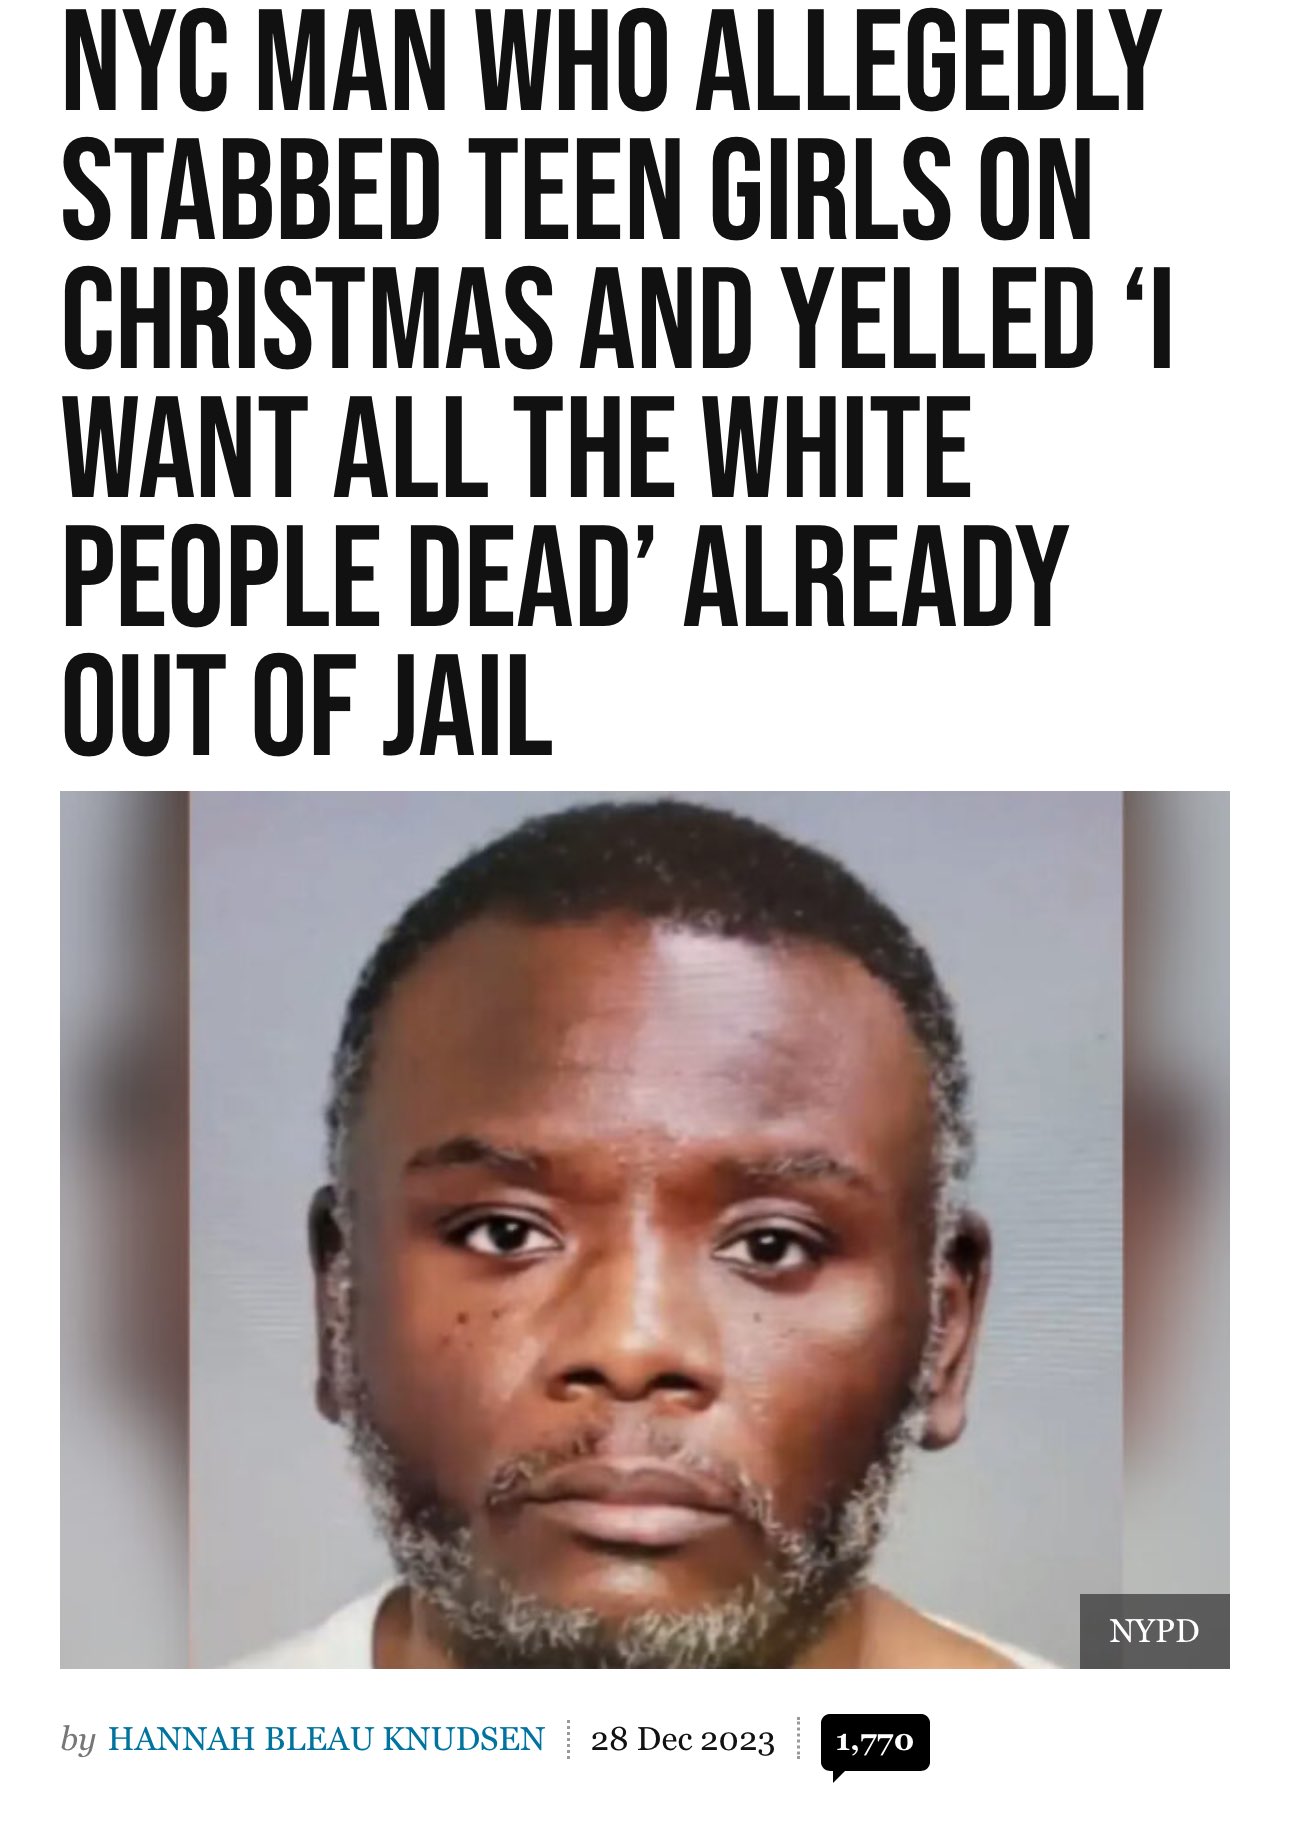 NYC MAN WHO ALLEGEDLY
STABBED TEEN GIRLS ON
CHRISTMAS AND YELLED ‘I
WANT ALL THE WHITE
PEOPLE DEAD’ ALREADY
OUT OF JAIL
NYPD
by HANNAH BLEAU KNUDSEN 28 Dec 2023 1,770